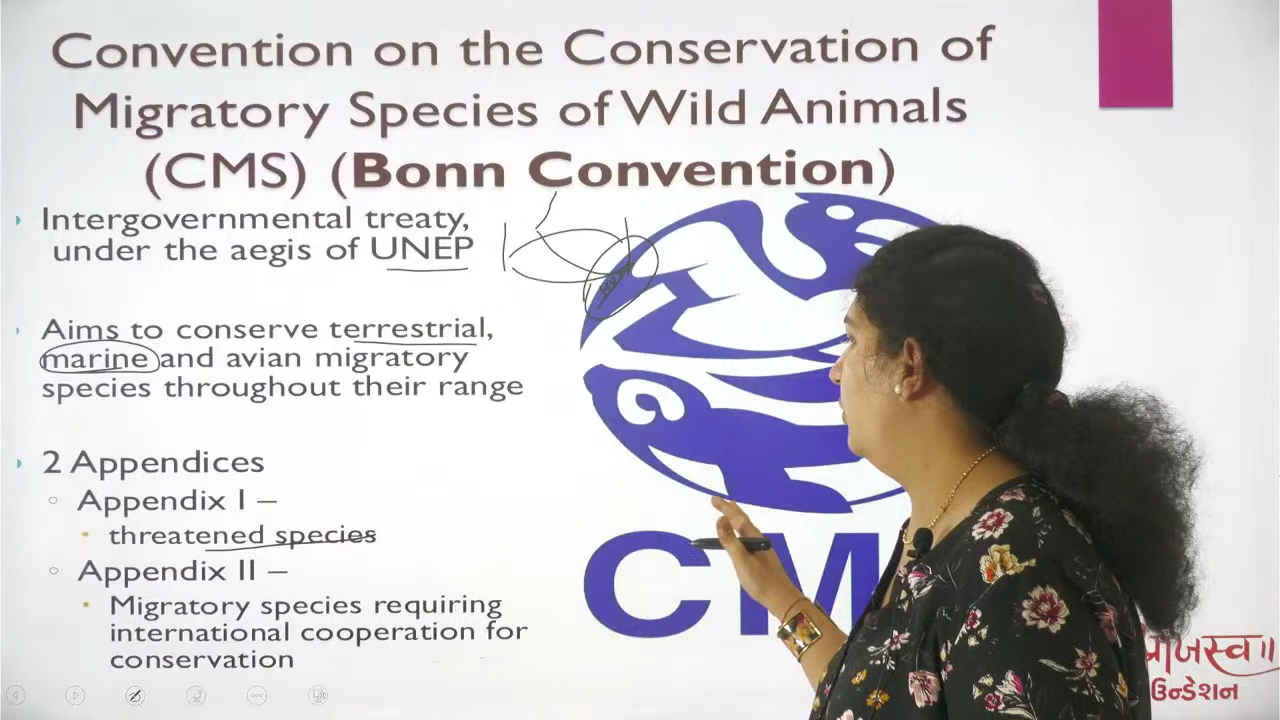 Convention on the Conservation of
Migratory Species of Wild Animals
(CMS) (Bonn Convention)
Intergovernmental treaty,
under the aegis of UNEP
Aims to conserve terrestrial,
marine and avian migratory
species throughout their range
2 Appendices
Appendix I –
threatened species
Appendix II –
Migratory species requiring
international cooperation for
conservation
CM
ઉન્ડેશન